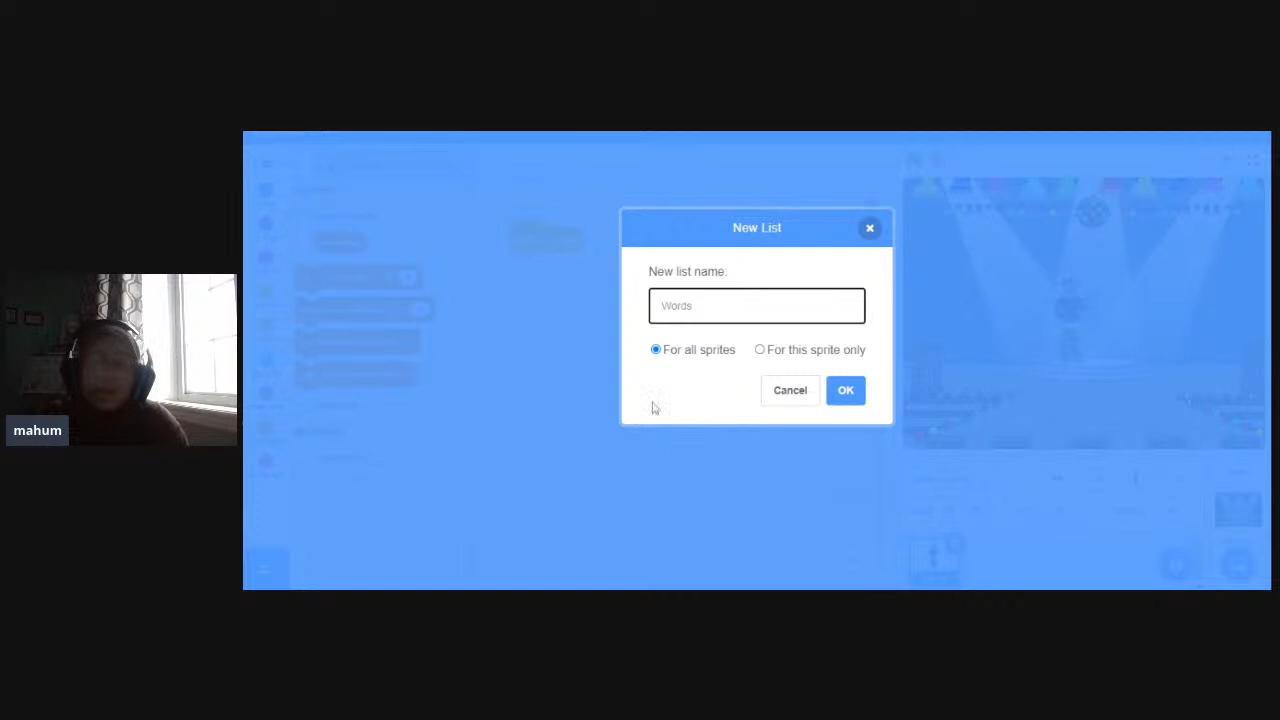 New List
New list name:
Words
For all sprites For this sprite only
Cancel OK
mahum